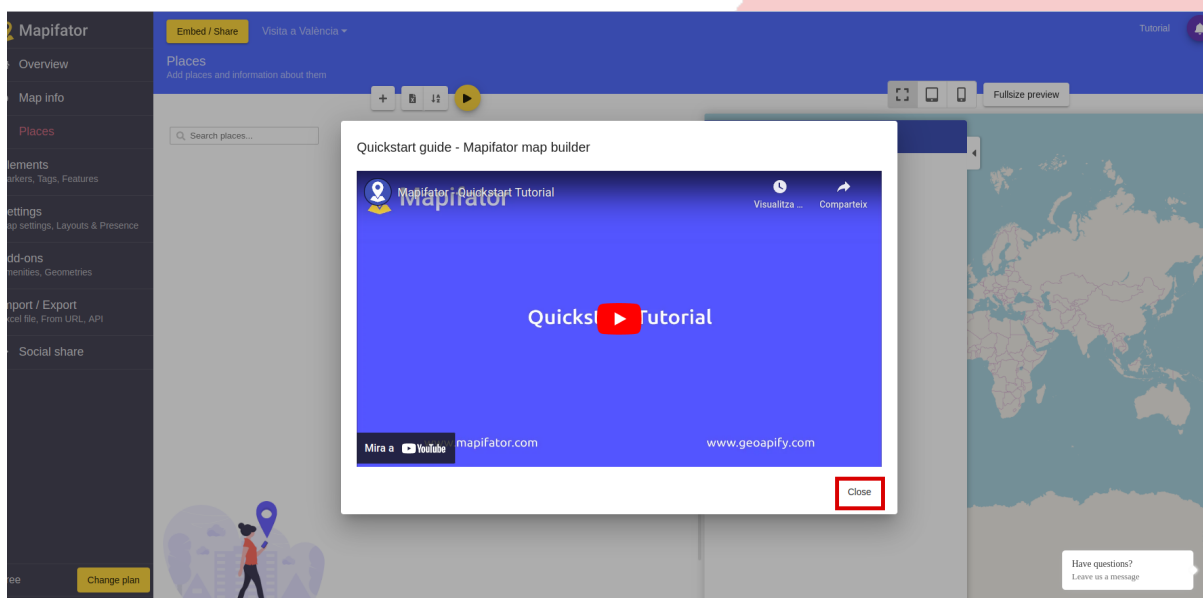 Mapifator
Embed / Share
Visita a València
Tutorial
Overview
Places
Add places and information about them
Map info
Fullsize preview
Places
Search places...
Quickstart guide - Mapifator map builder
Mapifator - Quickstart Tutorial
Mapifator
Visualitza ...
Comparteix
lements
arkers, Tags, Features
ettings
ap settings, Layouts & Presence
dd-ons
menities, Geometries
mport / Export
xcel file, From URL, API
Social share
Quickst Tutorial
Mira a YouTube
mapifator.com
www.geoapify.com
Close
Have questions?
Leave us a message
ree
Change plan